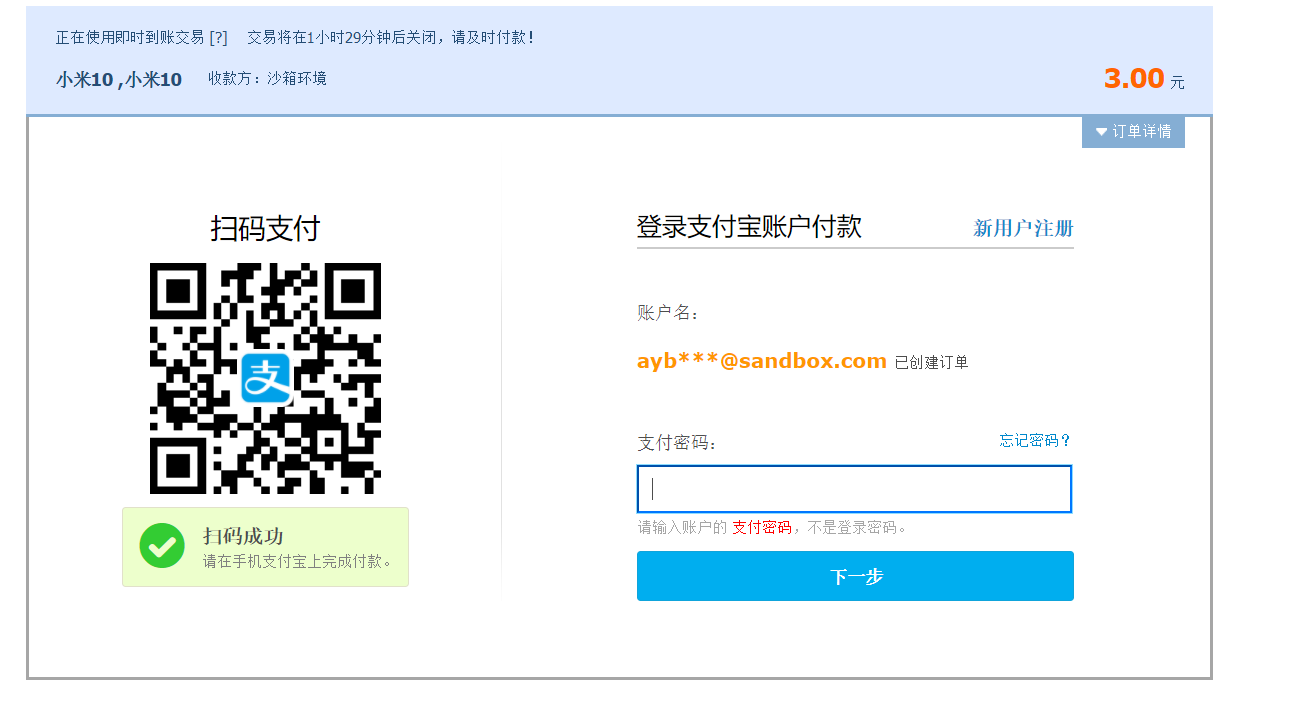 正在使用即时到账交易 [?] 交易将在1小时29分钟后关闭，请及时付款！
小米10 ,小米10 收款方：沙箱环境 3.00 元
订单详情
扫码支付
支
扫码成功
请在手机支付宝上完成付款。
登录支付宝账户付款 新用户注册
账户名：
ayb***@sandbox.com 已创建订单
支付密码： 忘记密码？
请输入账户的 支付密码，不是登录密码。
下一步